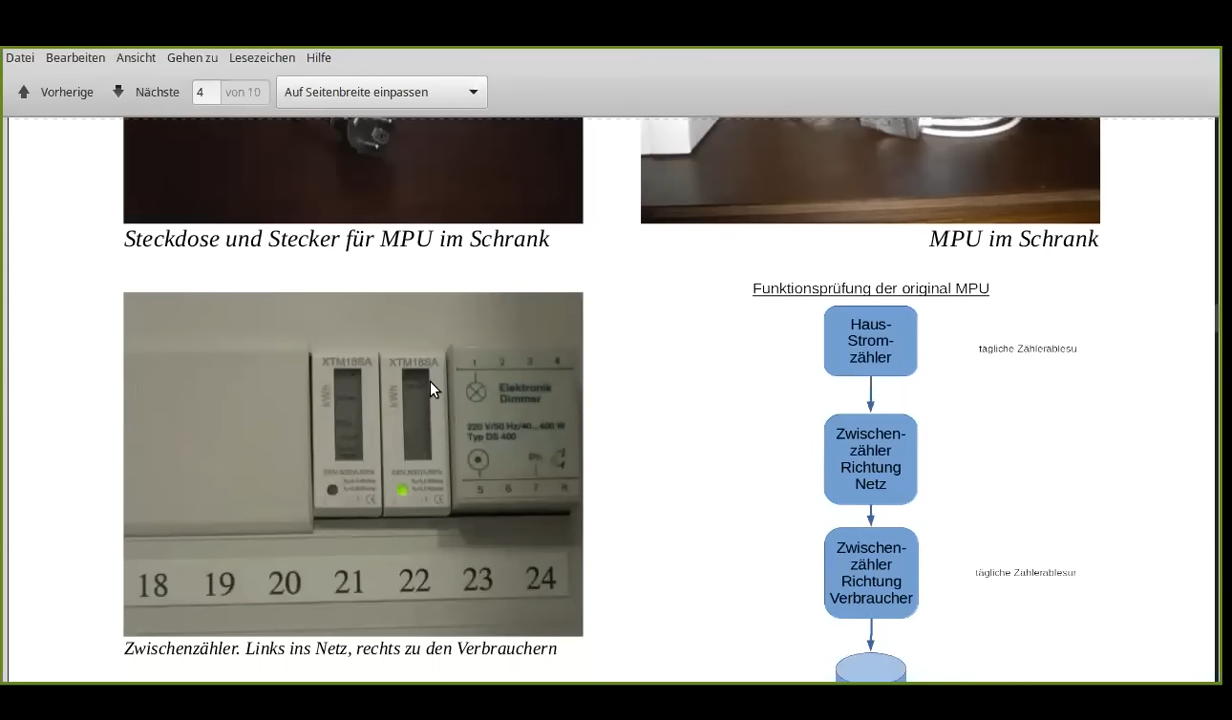 Datei Bearbeiten Ansicht Gehen zu Lesezeichen Hilfe
Vorherige Nächste 4 von 10 Auf Seitenbreite einpassen
Steckdose und Stecker für MPU im Schrank
MPU im Schrank
XTM18SA XTM18SA
kWh kWh
1 2 3 4
Elektronik
Dimmer
220 V/50 Hz/40...400 W
Typ DS 400
5 6 7 8
18 19 20 21 22 23 24
Zwischenzähler. Links ins Netz, rechts zu den Verbrauchern
Funktionsprüfung der original MPU
Haus-
Strom-
zähler
tägliche Zählerablesu
Zwischen-
zähler
Richtung
Netz
Zwischen-
zähler
Richtung
Verbraucher
tägliche Zählerablesur